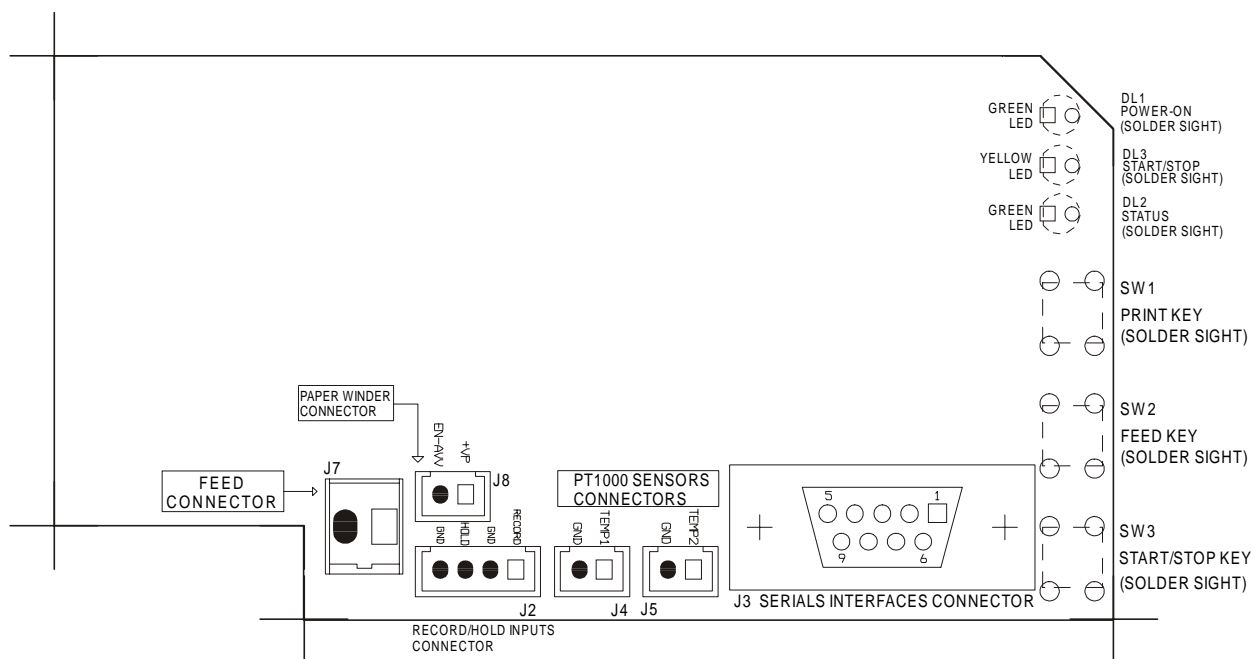 GREEN
LED
DL1
POWER-ON
(SOLDER SIGHT)
YELLOW
LED
DL3
START/STOP
(SOLDER SIGHT)
GREEN
LED
DL2
STATUS
(SOLDER SIGHT)
SW1
PRINT KEY
(SOLDER SIGHT)
SW2
FEED KEY
(SOLDER SIGHT)
SW3
START/STOP KEY
(SOLDER SIGHT)
PAPER WINDER
CONNECTOR
EN-AVV
+VP
J8
J7
FEED
CONNECTOR
GND
HOLD
GND
RECORD
J2
RECORD/HOLD INPUTS
CONNECTOR
PT1000 SENSORS
CONNECTORS
GND
TEMP1
J4
GND
TEMP2
J5
5
1
9
6
J3 SERIALS INTERFACES CONNECTOR